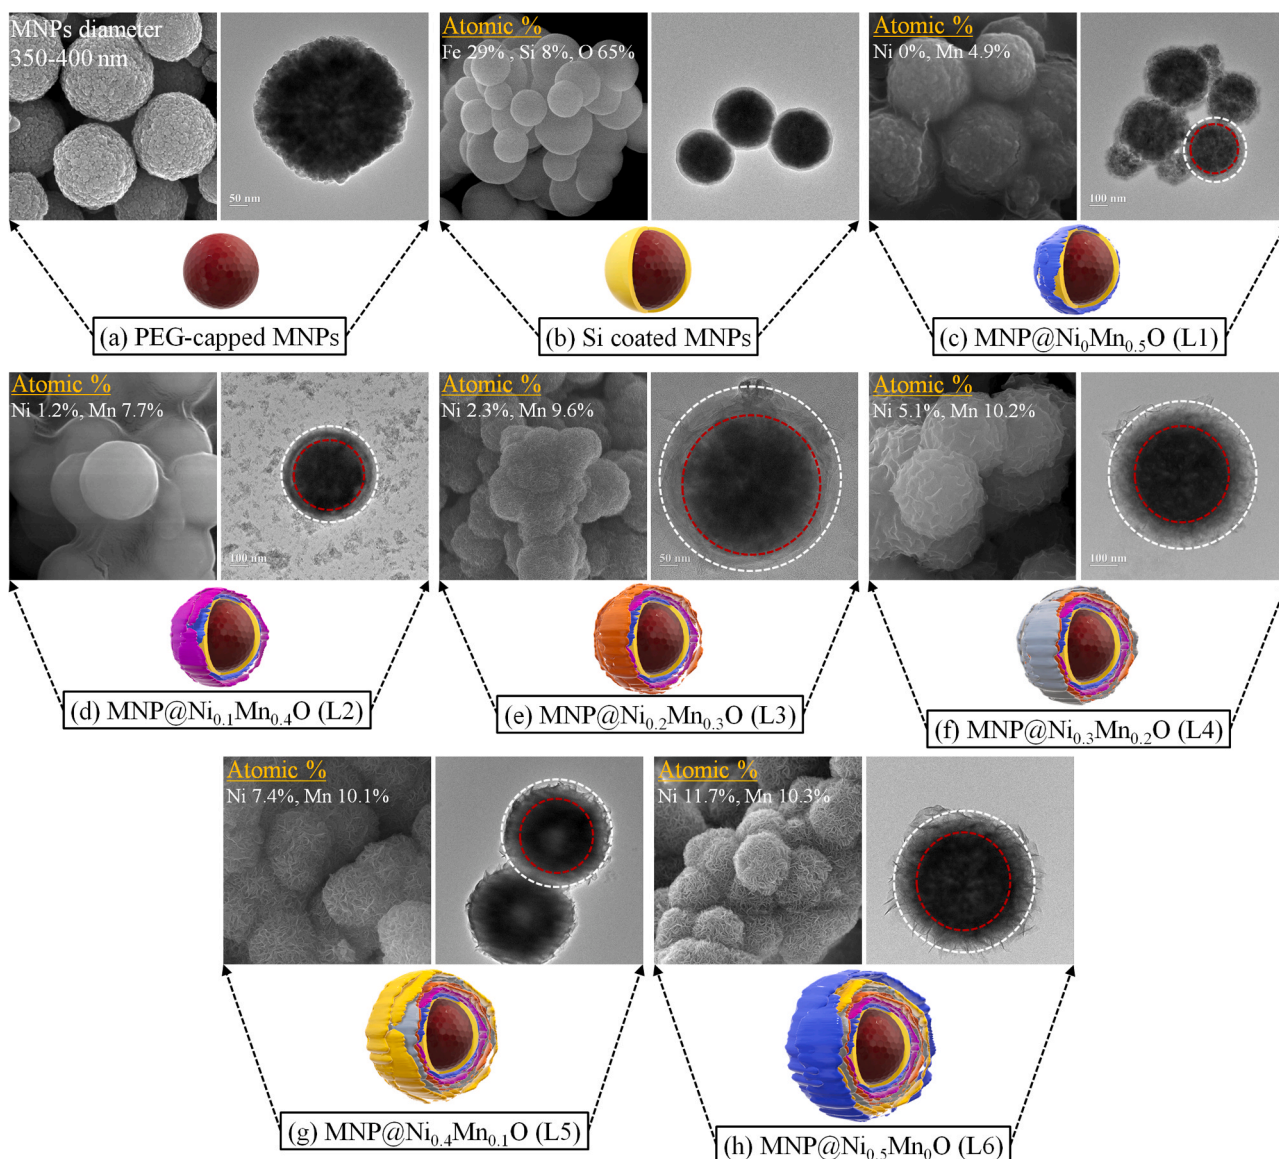 MNPs diameter
350-400 nm
50 nm
Atomic %
Fe 29% , Si 8%, O 65%
Atomic %
Ni 0%, Mn 4.9%
100 nm
(a) PEG-capped MNPs
(b) Si coated MNPs
(c) MNP@Ni₀Mn₀.₅O (L1)
Atomic %
Ni 1.2%, Mn 7.7%
100 nm
Atomic %
Ni 2.3%, Mn 9.6%
50 nm
Atomic %
Ni 5.1%, Mn 10.2%
100 nm
(d) MNP@Ni₀.₁Mn₀.₄O (L2)
(e) MNP@Ni₀.₂Mn₀.₃O (L3)
(f) MNP@Ni₀.₃Mn₀.₂O (L4)
Atomic %
Ni 7.4%, Mn 10.1%
Atomic %
Ni 11.7%, Mn 10.3%
(g) MNP@Ni₀.₄Mn₀.₁O (L5)
(h) MNP@Ni₀.₅Mn₀O (L6)